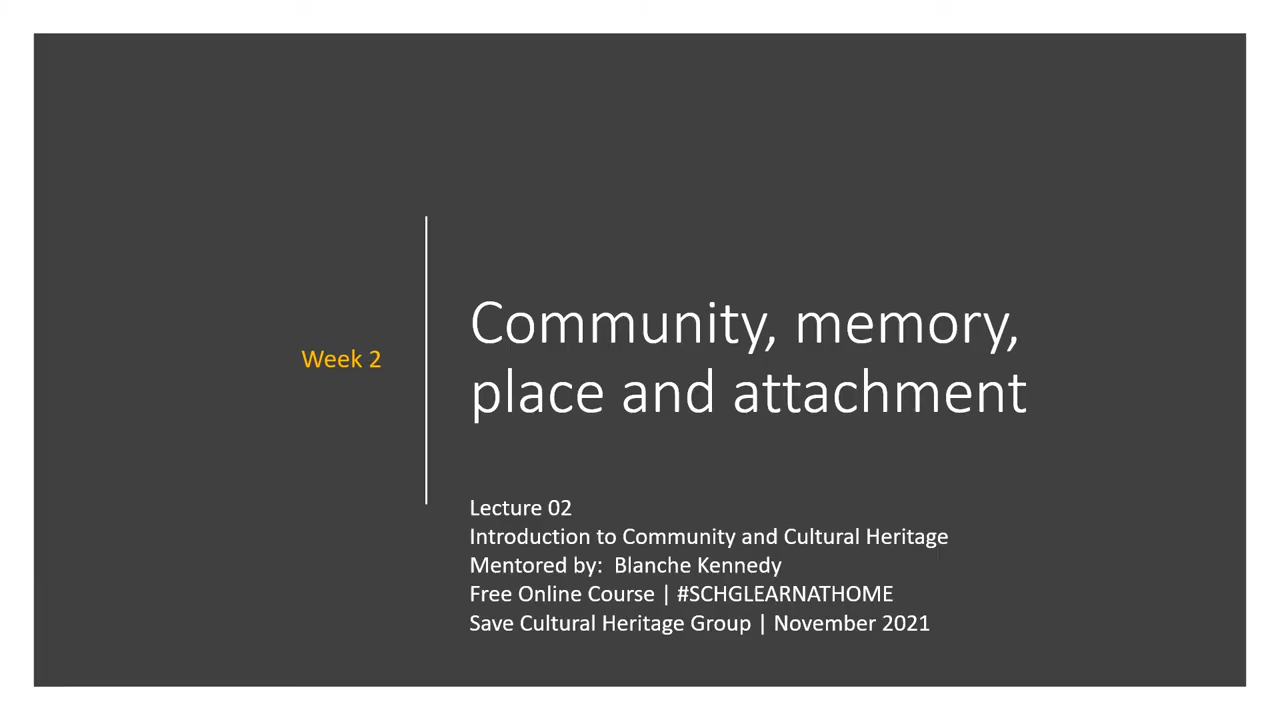 Week 2
Community, memory,
place and attachment
Lecture 02
Introduction to Community and Cultural Heritage
Mentored by:  Blanche Kennedy
Free Online Course | #SCHGLEARNATHOME
Save Cultural Heritage Group | November 2021